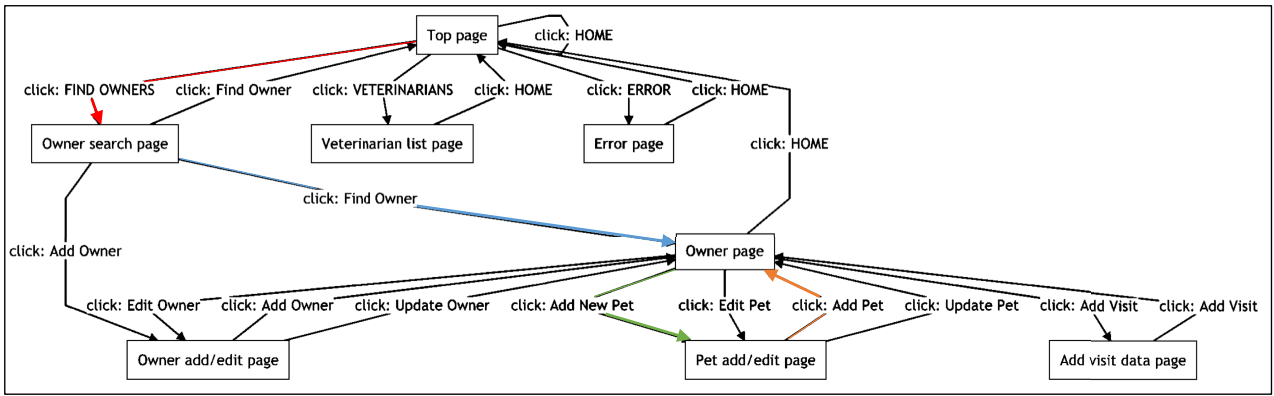 Top page
click: HOME
click: FIND OWNERS
click: Find Owner
click: VETERINARIANS
click: HOME
click: ERROR
click: HOME
Owner search page
Veterinarian list page
Error page
click: HOME
click: Find Owner
click: Add Owner
Owner page
click: Edit Owner
click: Add Owner
click: Update Owner
click: Add New Pet
click: Edit Pet
click: Add Pet
click: Update Pet
click: Add Visit
click: Add Visit
Owner add/edit page
Pet add/edit page
Add visit data page